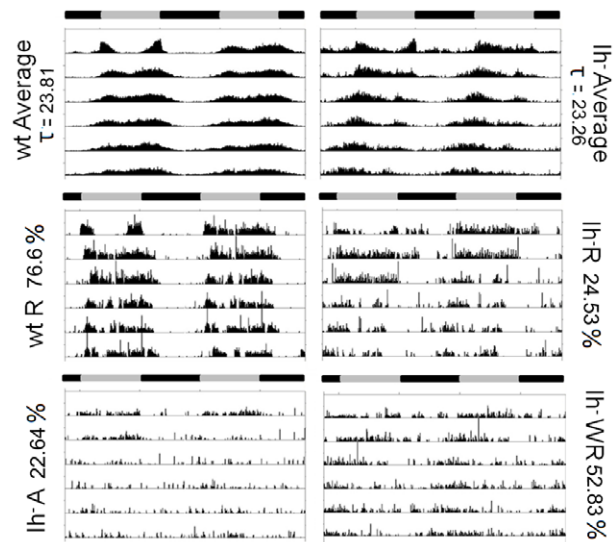 wt Average
τ = 23.81
Ih- Average
τ = 23.26
wt R 76.6 %
Ih-R 24.53 %
Ih-A 22.64 %
Ih- WR 52.83 %